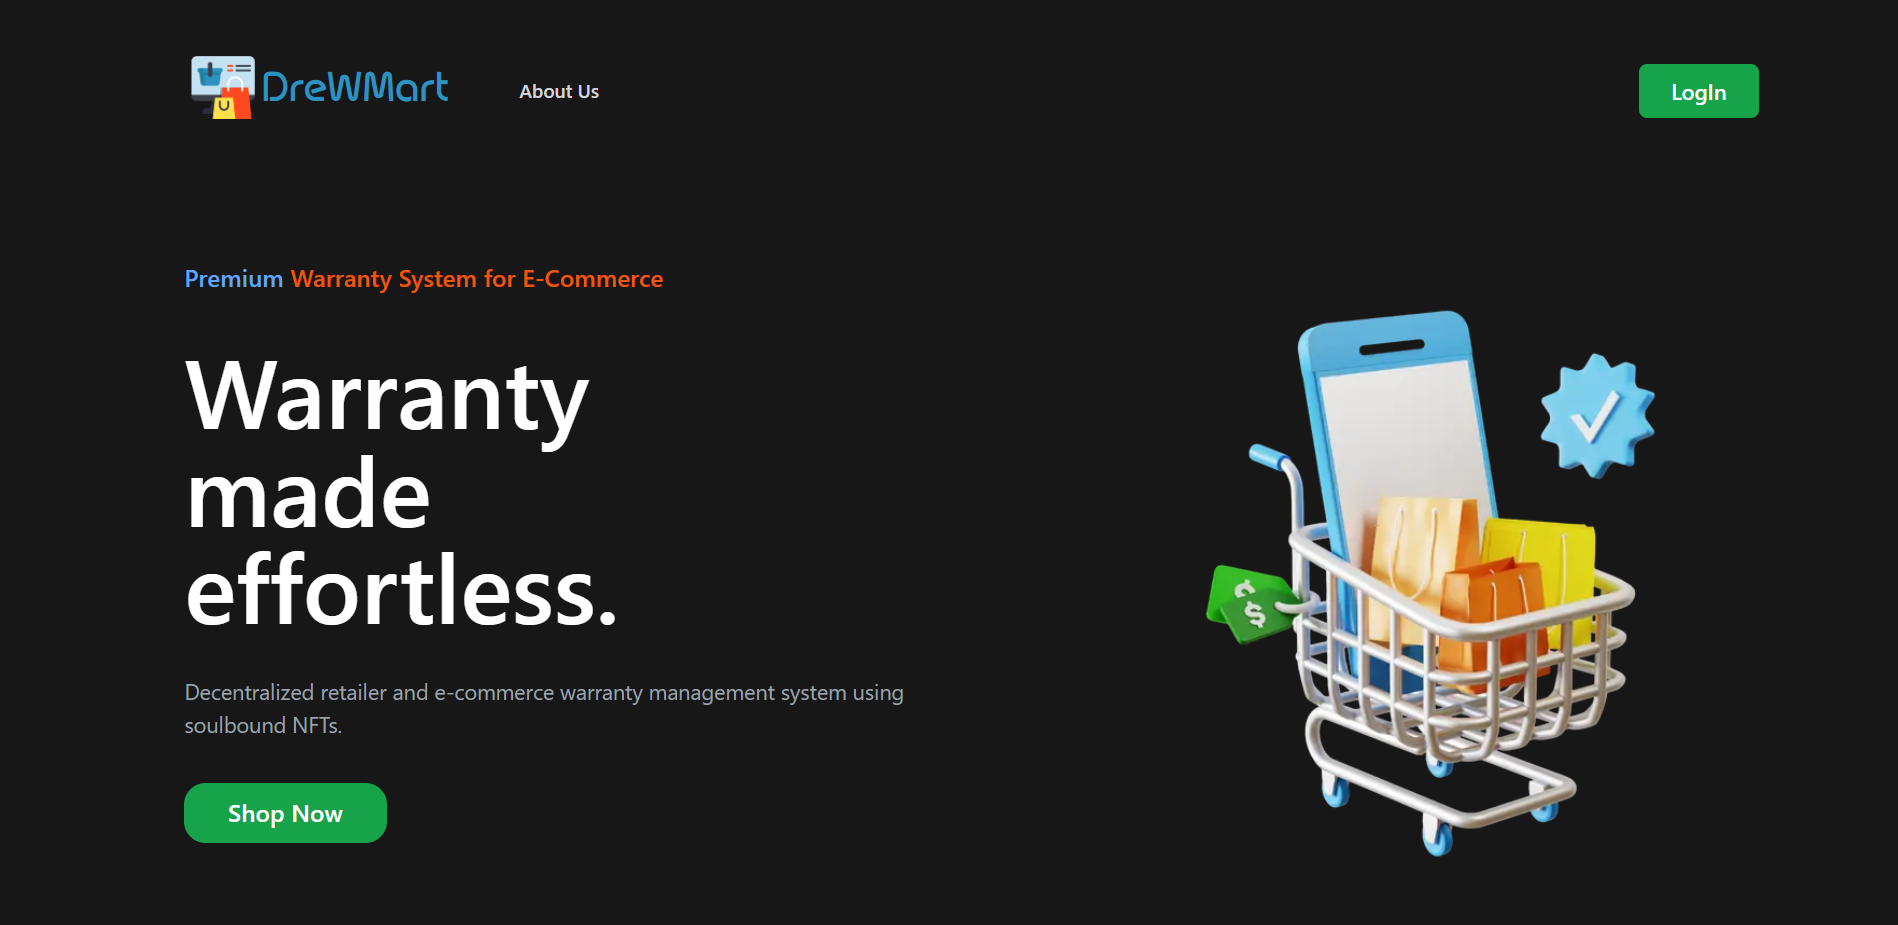 DreWMart
About Us
LogIn
Premium Warranty System for E-Commerce
Warranty
made
effortless.
Decentralized retailer and e-commerce warranty management system using
soulbound NFTs.
Shop Now
$
$